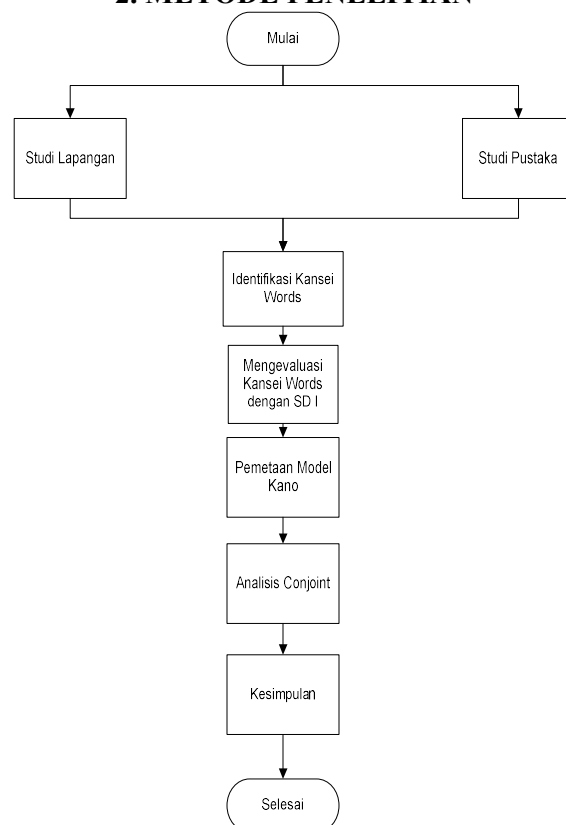 2. METODE PENELITIAN
Mulai
Studi Lapangan
Studi Pustaka
Identifikasi Kansei
Words
Mengevaluasi
Kansei Words
dengan SD I
Pemetaan Model
Kano
Analisis Conjoint
Kesimpulan
Selesai